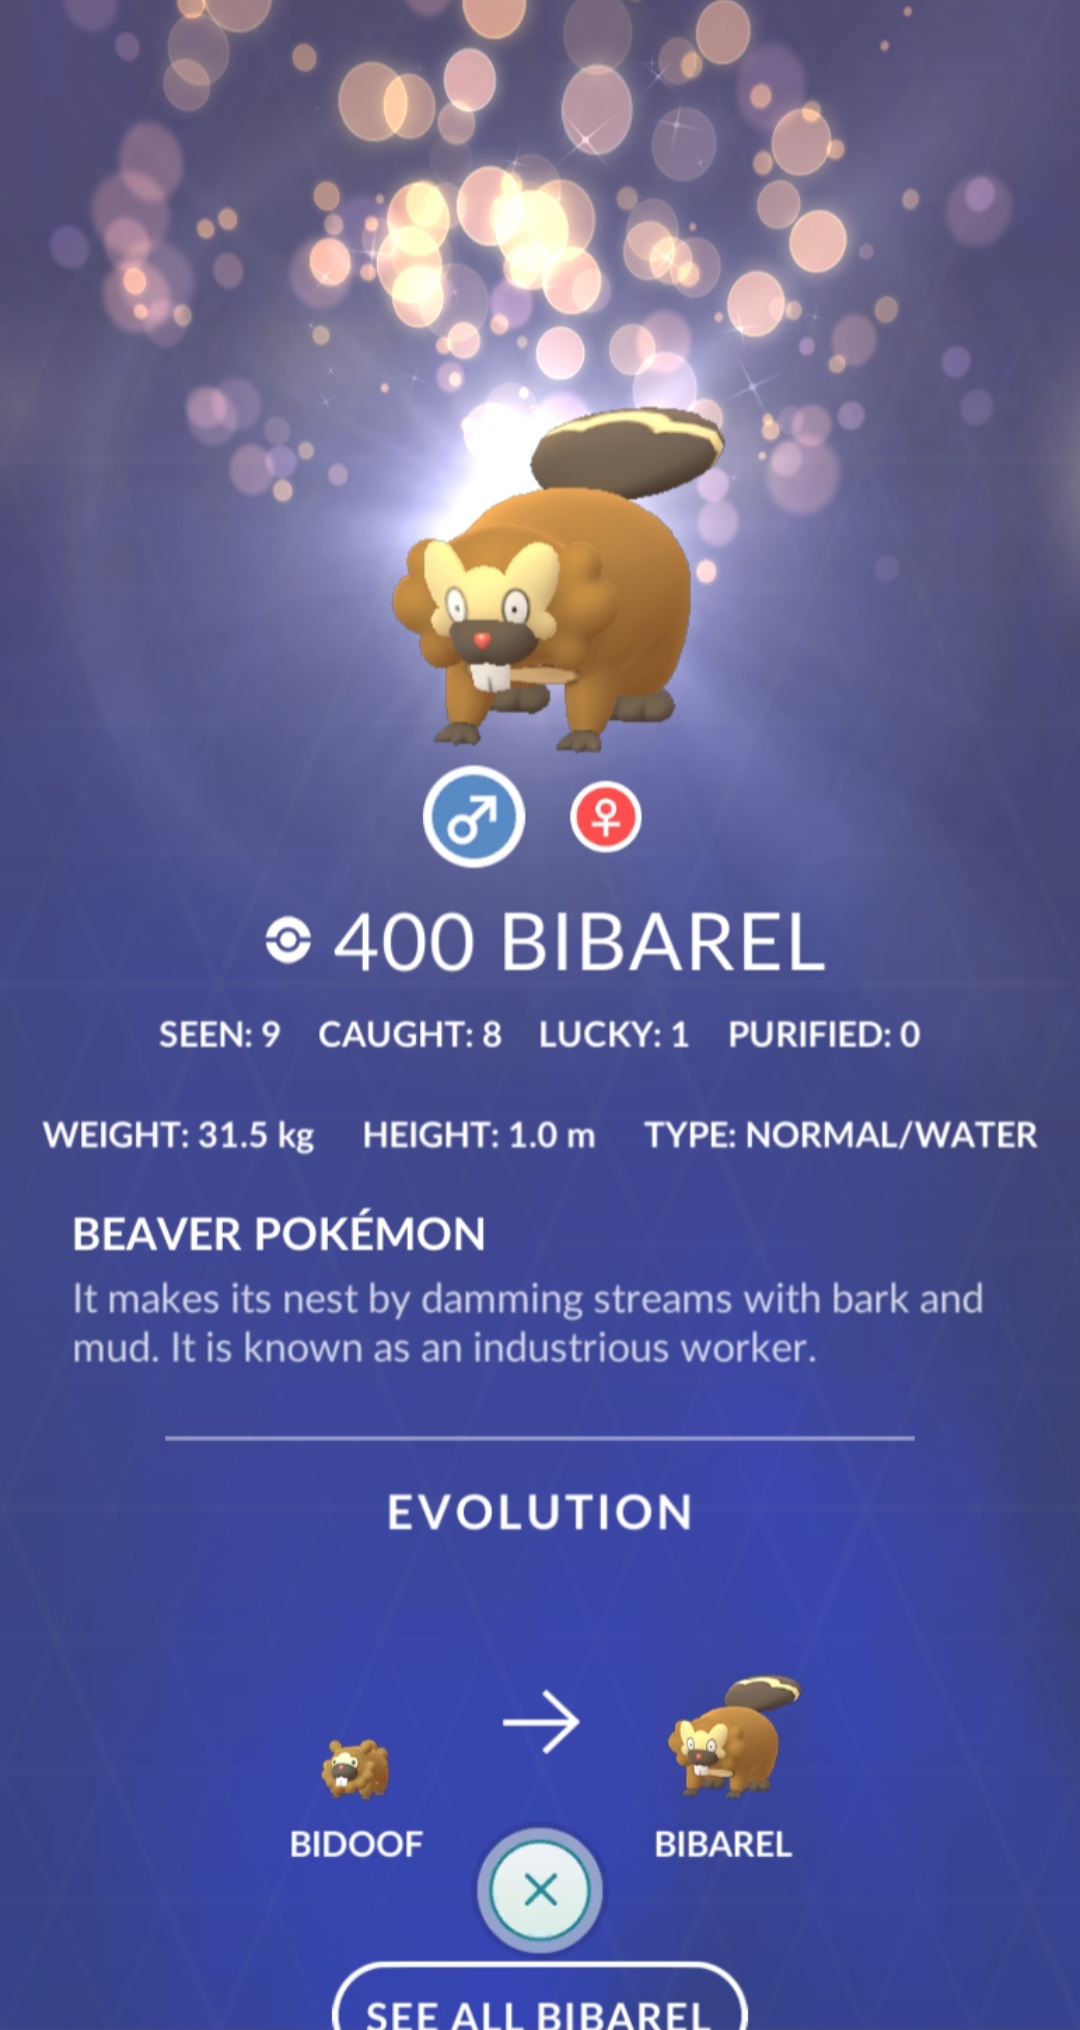 400 BIBAREL
SEEN: 9 CAUGHT: 8 LUCKY: 1 PURIFIED: 0
WEIGHT: 31.5 kg HEIGHT: 1.0 m TYPE: NORMAL/WATER
BEAVER POKÉMON
It makes its nest by damming streams with bark and
mud. It is known as an industrious worker.
EVOLUTION
BIDOOF BIBAREL
SEE ALL BIBAREL